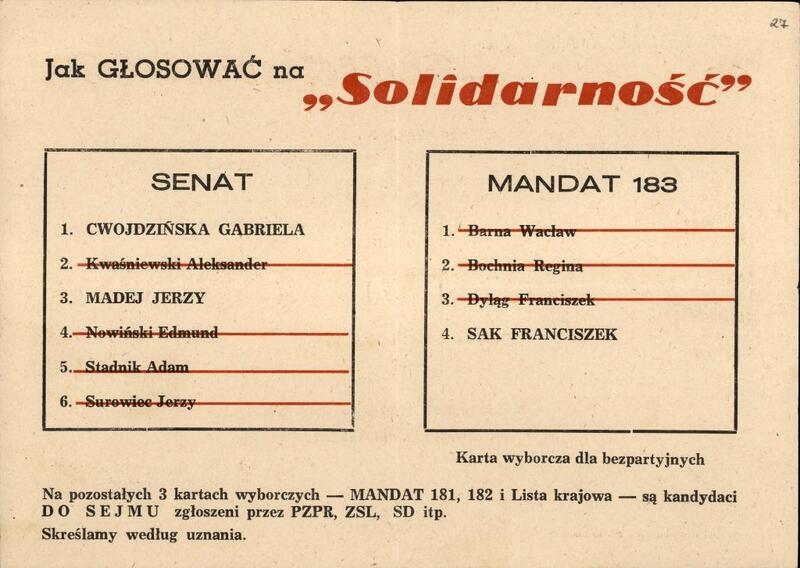 27
Jak GŁOSOWAĆ na
„Solidarność”
SENAT
1. CWOJDZIŃSKA GABRIELA
2. Kwaśniewski Aleksander
3. MADEJ JERZY
4. Nowiński Edmund
5. Stadnik Adam
6. Surowiec Jerzy
MANDAT 183
1. Barna Wacław
2. Bochnia Regina
3. Dyląg Franciszek
4. SAK FRANCISZEK
Karta wyborcza dla bezpartyjnych
Na pozostałych 3 kartach wyborczych — MANDAT 181, 182 i Lista krajowa — są kandydaci
DO SEJMU zgłoszeni przez PZPR, ZSL, SD itp.
Skreślamy według uznania.